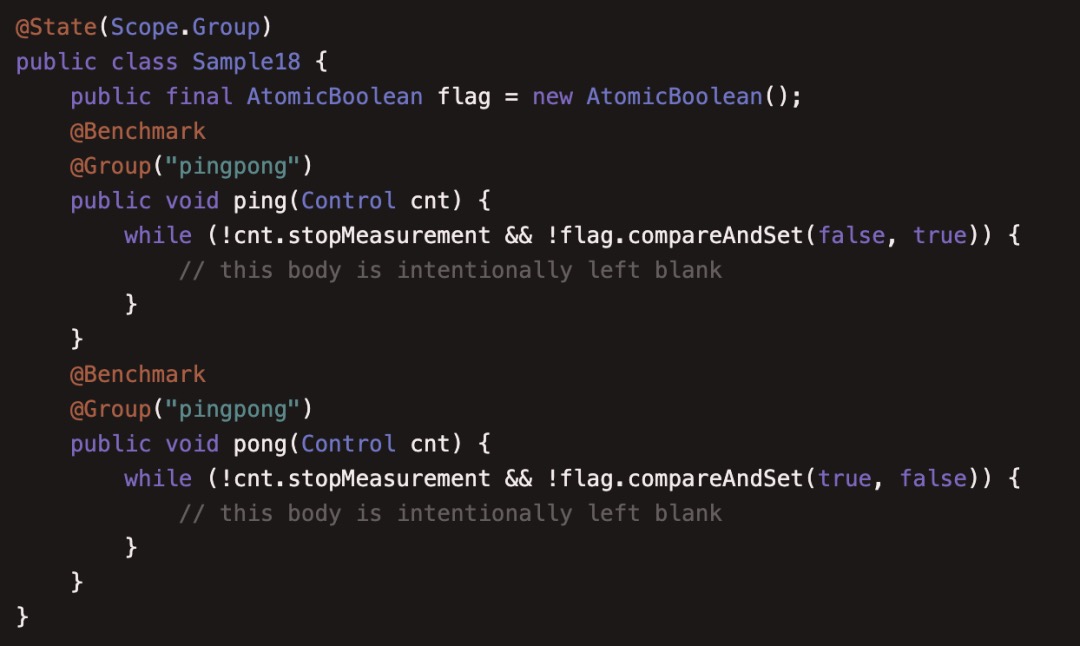 @State(Scope.Group)
public class Sample18 {
    public final AtomicBoolean flag = new AtomicBoolean();
    @Benchmark
    @Group("pingpong")
    public void ping(Control cnt) {
        while (!cnt.stopMeasurement && !flag.compareAndSet(false, true)) {
            // this body is intentionally left blank
        }
    }
    @Benchmark
    @Group("pingpong")
    public void pong(Control cnt) {
        while (!cnt.stopMeasurement && !flag.compareAndSet(true, false)) {
            // this body is intentionally left blank
        }
    }
}